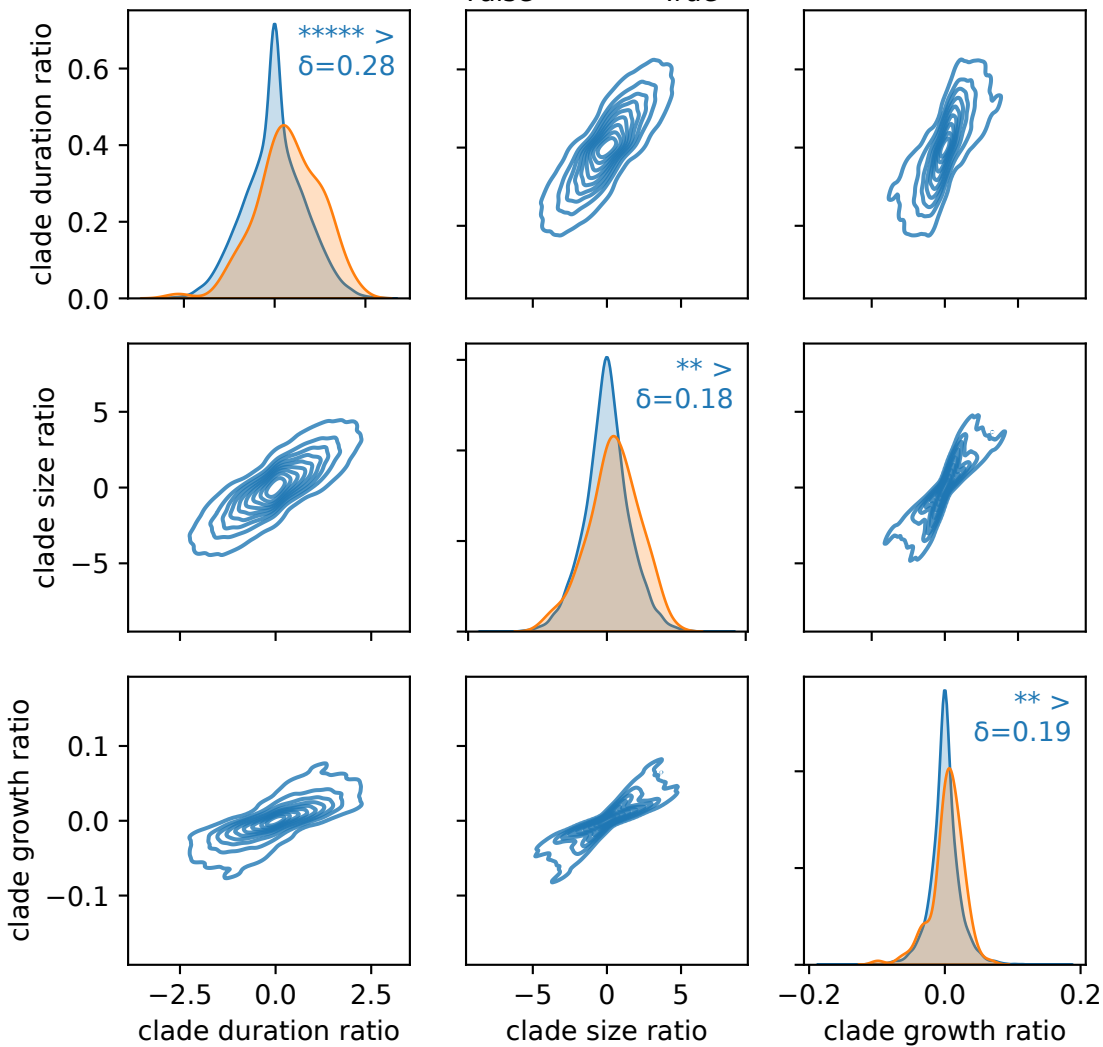 clade duration ratio
0.6
0.4
0.2
0.0
***** >
δ=0.28
clade size ratio
5
0
−5
** >
δ=0.18
clade growth ratio
0.1
0.0
−0.1
** >
δ=0.19
−2.5 0.0 2.5
−5 0 5
−0.2 0.0 0.2
clade duration ratio
clade size ratio
clade growth ratio